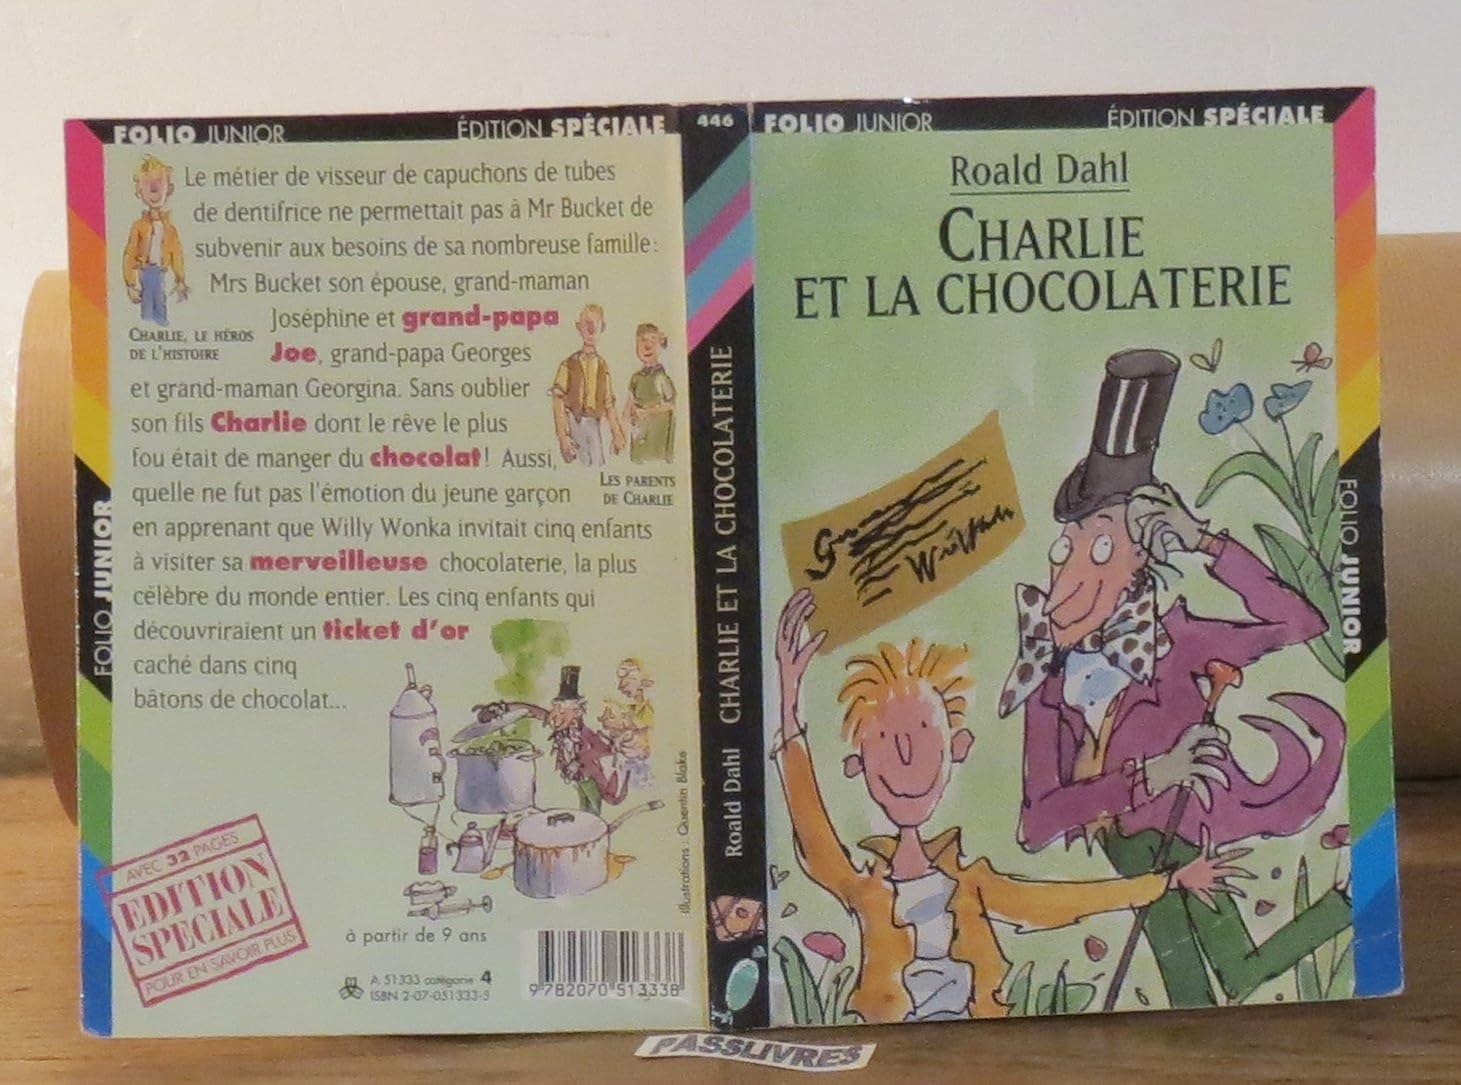 FOLIO JUNIOR
ÉDITION SPÉCIALE
Le métier de visseur de capuchons de tubes
de dentifrice ne permettait pas à Mr Bucket de
subvenir aux besoins de sa nombreuse famille :
Mrs Bucket son épouse, grand-maman
Joséphine et grand-papa
Joe, grand-papa Georges
et grand-maman Georgina. Sans oublier
son fils Charlie dont le rêve le plus
fou était de manger du chocolat ! Aussi,
quelle ne fut pas l'émotion du jeune garçon
en apprenant que Willy Wonka invitait cinq enfants
à visiter sa merveilleuse chocolaterie, la plus
célèbre du monde entier. Les cinq enfants qui
découvriraient un ticket d'or
caché dans cinq
bâtons de chocolat...
CHARLIE, LE HÉROS
DE L'HISTOIRE
LES PARENTS
DE CHARLIE
FOLIO JUNIOR
AVEC 32 PAGES
EDITION
SPECIALE
POUR EN SAVOIR PLUS
à partir de 9 ans
A 51333 catégorie 4
ISBN 2-07-051333-5
9 782070 513338
Illustrations : Quentin Blake
446
Roald Dahl CHARLIE ET LA CHOCOLATERIE
FOLIO JUNIOR
ÉDITION SPÉCIALE
Roald Dahl
CHARLIE
ET LA CHOCOLATERIE
FOLIO JUNIOR
PASSLIVRES